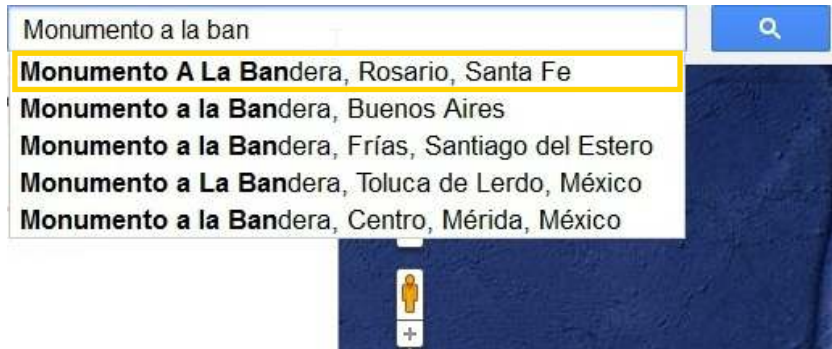 Monumento a la ban
Monumento A La Bandera, Rosario, Santa Fe
Monumento a la Bandera, Buenos Aires
Monumento a la Bandera, Frías, Santiago del Estero
Monumento a La Bandera, Toluca de Lerdo, México
Monumento a la Bandera, Centro, Mérida, México